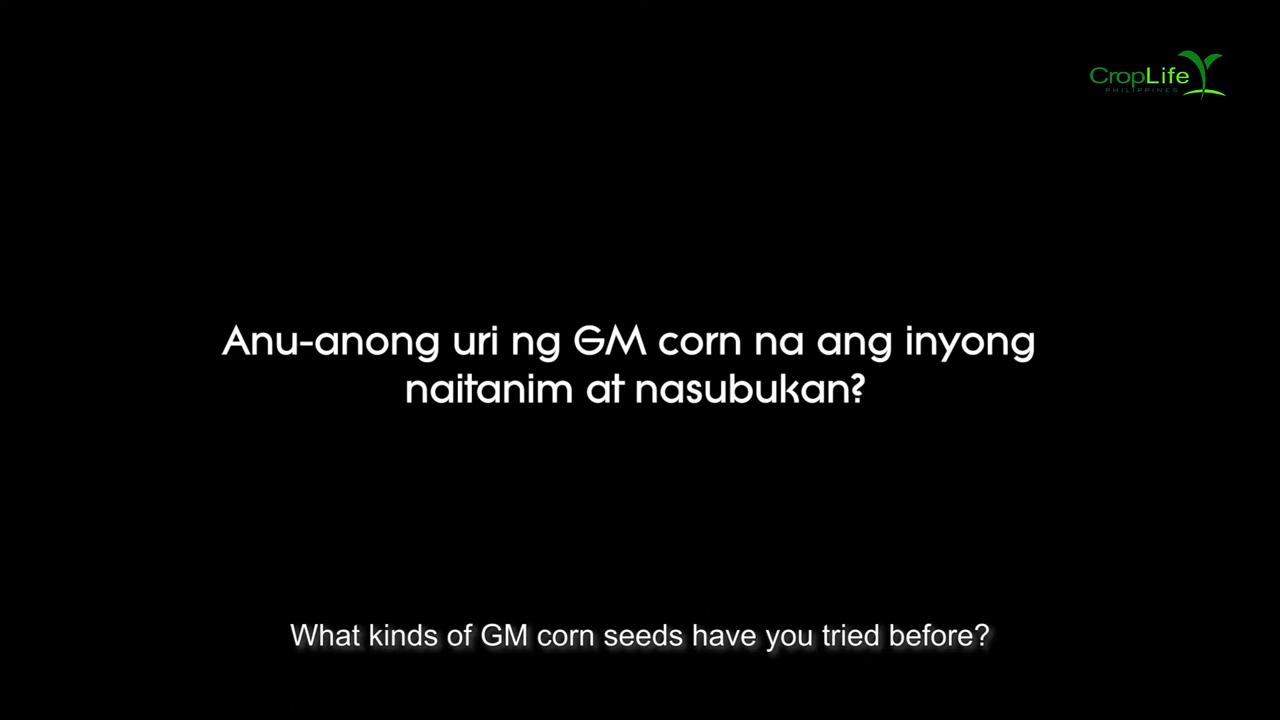 CropLife
PHILIPPINES
Anu-anong uri ng GM corn na ang inyong
naitanim at nasubukan?
What kinds of GM corn seeds have you tried before?